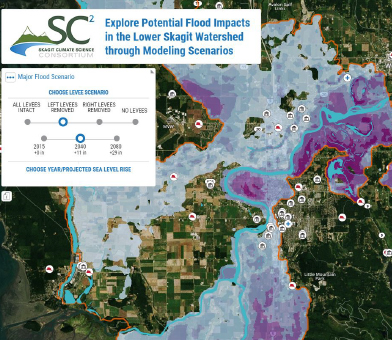 SC2
SKAGIT CLIMATE SCIENCE
CONSORTIUM
Explore Potential Flood Impacts
in the Lower Skagit Watershed
through Modeling Scenarios
Major Flood Scenario
CHOOSE LEVEE SCENARIO
ALL LEVEES INTACT
LEFT LEVEES REMOVED
RIGHT LEVEES REMOVED
NO LEVEES
2015 +0 in
2040 +11 in
2080 +29 in
CHOOSE YEAR/PROJECTED SEA LEVEL RISE
Little Mountain
Park